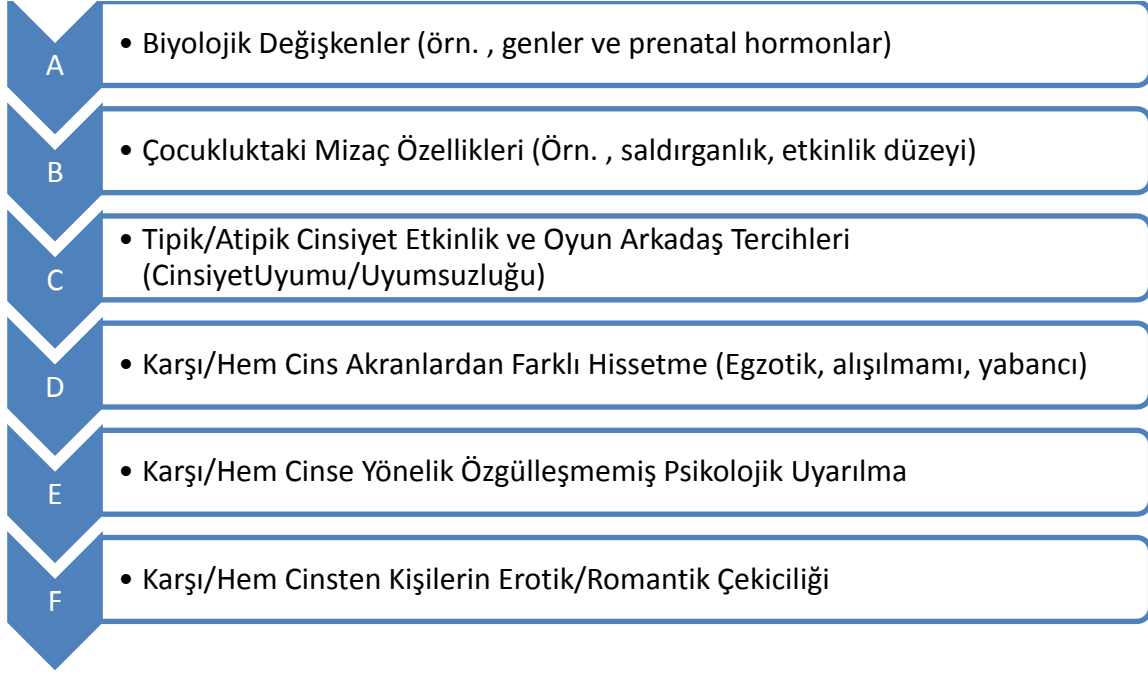 A
• Biyolojik Değişkenler (örn. , genler ve prenatal hormonlar)
B
• Çocukluktaki Mizaç Özellikleri (Örn. , saldırganlık, etkinlik düzeyi)
C
• Tipik/Atipik Cinsiyet Etkinlik ve Oyun Arkadaş Tercihleri
(CinsiyetUyumu/Uyumsuzluğu)
D
• Karşı/Hem Cins Akranlardan Farklı Hissetme (Egzotik, alışılmamı, yabancı)
E
• Karşı/Hem Cinse Yönelik Özgülleşmemiş Psikolojik Uyarılma
F
• Karşı/Hem Cinsten Kişilerin Erotik/Romantik Çekiciliği